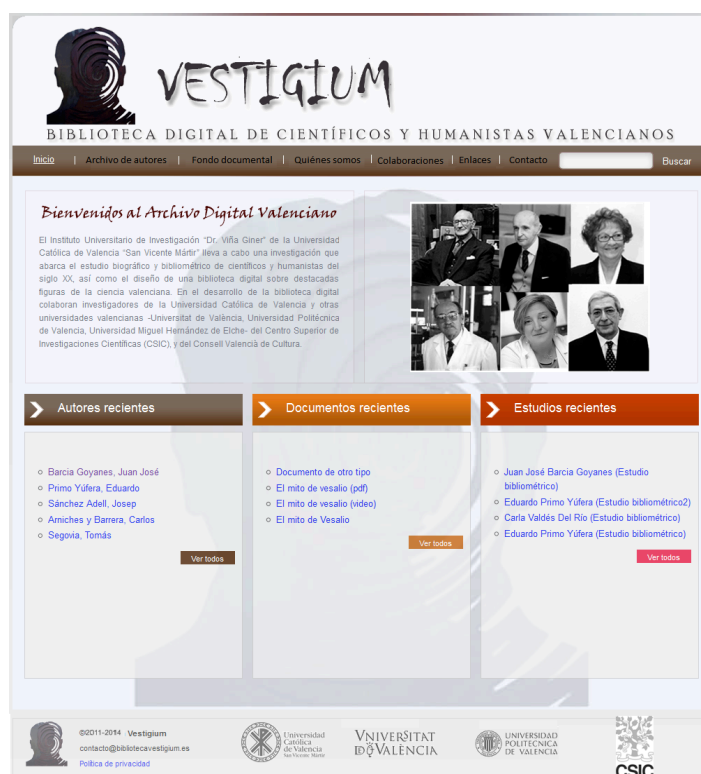 VESTIGIUM
BIBLIOTECA DIGITAL DE CIENTÍFICOS Y HUMANISTAS VALENCIANOS
Inicio | Archivo de autores | Fondo documental | Quiénes somos | Colaboraciones | Enlaces | Contacto Buscar
Bienvenidos al Archivo Digital Valenciano
El Instituto Universitario de Investigación "Dr. Viña Giner" de la Universidad
Católica de Valencia "San Vicente Mártir" lleva a cabo una investigación que
abarca el estudio biográfico y bibliométrico de científicos y humanistas del
siglo XX, así como el diseño de una biblioteca digital sobre destacadas
figuras de la ciencia valenciana. En el desarrollo de la biblioteca digital
colaboran investigadores de la Universidad Católica de Valencia y otras
universidades valencianas -Universitat de València, Universidad Politécnica
de Valencia, Universidad Miguel Hernández de Elche- del Centro Superior de
Investigaciones Científicas (CSIC), y del Consell Valencià de Cultura.
Autores recientes
Barcia Goyanes, Juan José
Primo Yúfera, Eduardo
Sánchez Adell, Josep
Arniches y Barrera, Carlos
Segovia, Tomás
Ver todos
Documentos recientes
Documento de otro tipo
El mito de vesalio (pdf)
El mito de vesalio (video)
El mito de Vesalio
Ver todos
Estudios recientes
Juan José Barcia Goyanes (Estudio
bibliométrico)
Eduardo Primo Yúfera (Estudio bibliométrico2)
Carla Valdés Del Río (Estudio bibliométrico)
Eduardo Primo Yúfera (Estudio bibliométrico)
Ver todos
©2011-2014 Vestigium
contacto@bibliotecavestigium.es
Política de privacidad
Universidad
Católica
de Valencia
San Vicente Mártir
VNIVERSITAT
DE VALÈNCIA
UNIVERSIDAD
POLITECNICA
DE VALENCIA
CSIC